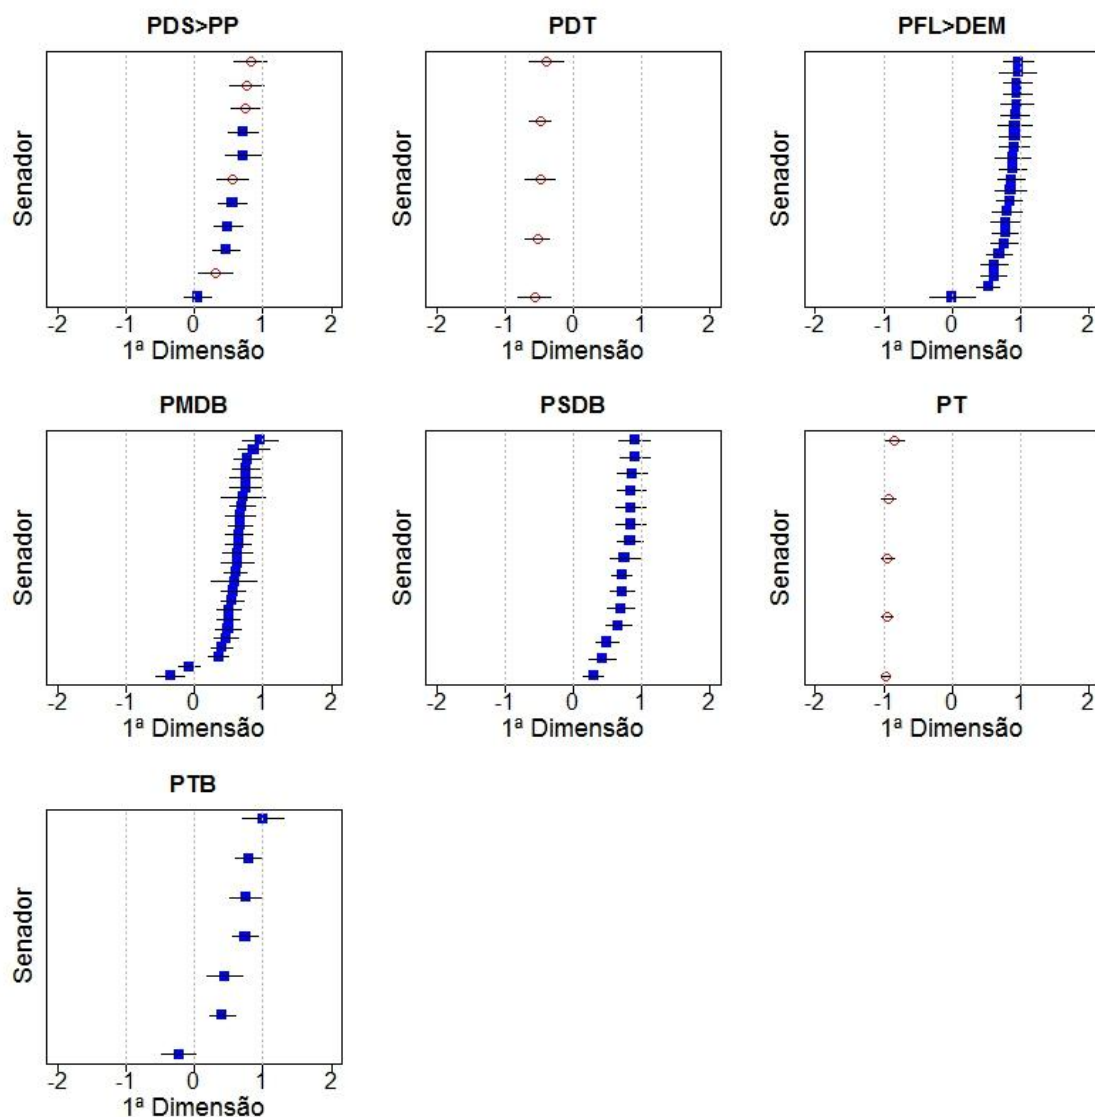 PDS>PP
PDT
PFL>DEM
Senador
Senador
Senador
-2 -1 0 1 2
-2 -1 0 1 2
-2 -1 0 1 2
1ª Dimensão
1ª Dimensão
1ª Dimensão
PMDB
PSDB
PT
Senador
Senador
Senador
-2 -1 0 1 2
-2 -1 0 1 2
-2 -1 0 1 2
1ª Dimensão
1ª Dimensão
1ª Dimensão
PTB
Senador
-2 -1 0 1 2
1ª Dimensão